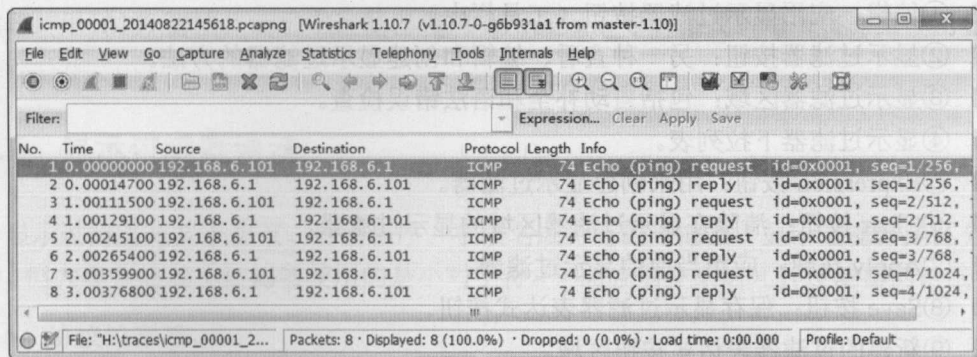 icmp_00001_20140822145618.pcapng [Wireshark 1.10.7 (v1.10.7-0-g6b931a1 from master-1.10)]
File Edit View Go Capture Analyze Statistics Telephony Tools Internals Help
Filter: Expression... Clear Apply Save
No. Time Source Destination Protocol Length Info
1 0.00000000 192.168.6.101 192.168.6.1 ICMP 74 Echo (ping) request id=0x0001, seq=1/256,
2 0.00014700 192.168.6.1 192.168.6.101 ICMP 74 Echo (ping) reply id=0x0001, seq=1/256,
3 1.00111500 192.168.6.101 192.168.6.1 ICMP 74 Echo (ping) request id=0x0001, seq=2/512,
4 1.00129100 192.168.6.1 192.168.6.101 ICMP 74 Echo (ping) reply id=0x0001, seq=2/512,
5 2.00245100 192.168.6.101 192.168.6.1 ICMP 74 Echo (ping) request id=0x0001, seq=3/768,
6 2.00265400 192.168.6.1 192.168.6.101 ICMP 74 Echo (ping) reply id=0x0001, seq=3/768,
7 3.00359900 192.168.6.101 192.168.6.1 ICMP 74 Echo (ping) request id=0x0001, seq=4/1024,
8 3.00376800 192.168.6.1 192.168.6.101 ICMP 74 Echo (ping) reply id=0x0001, seq=4/1024,
File: "H:\traces\icmp_00001_2... Packets: 8 · Displayed: 8 (100.0%) · Dropped: 0 (0.0%) · Load time: 0:00.000 Profile: Default